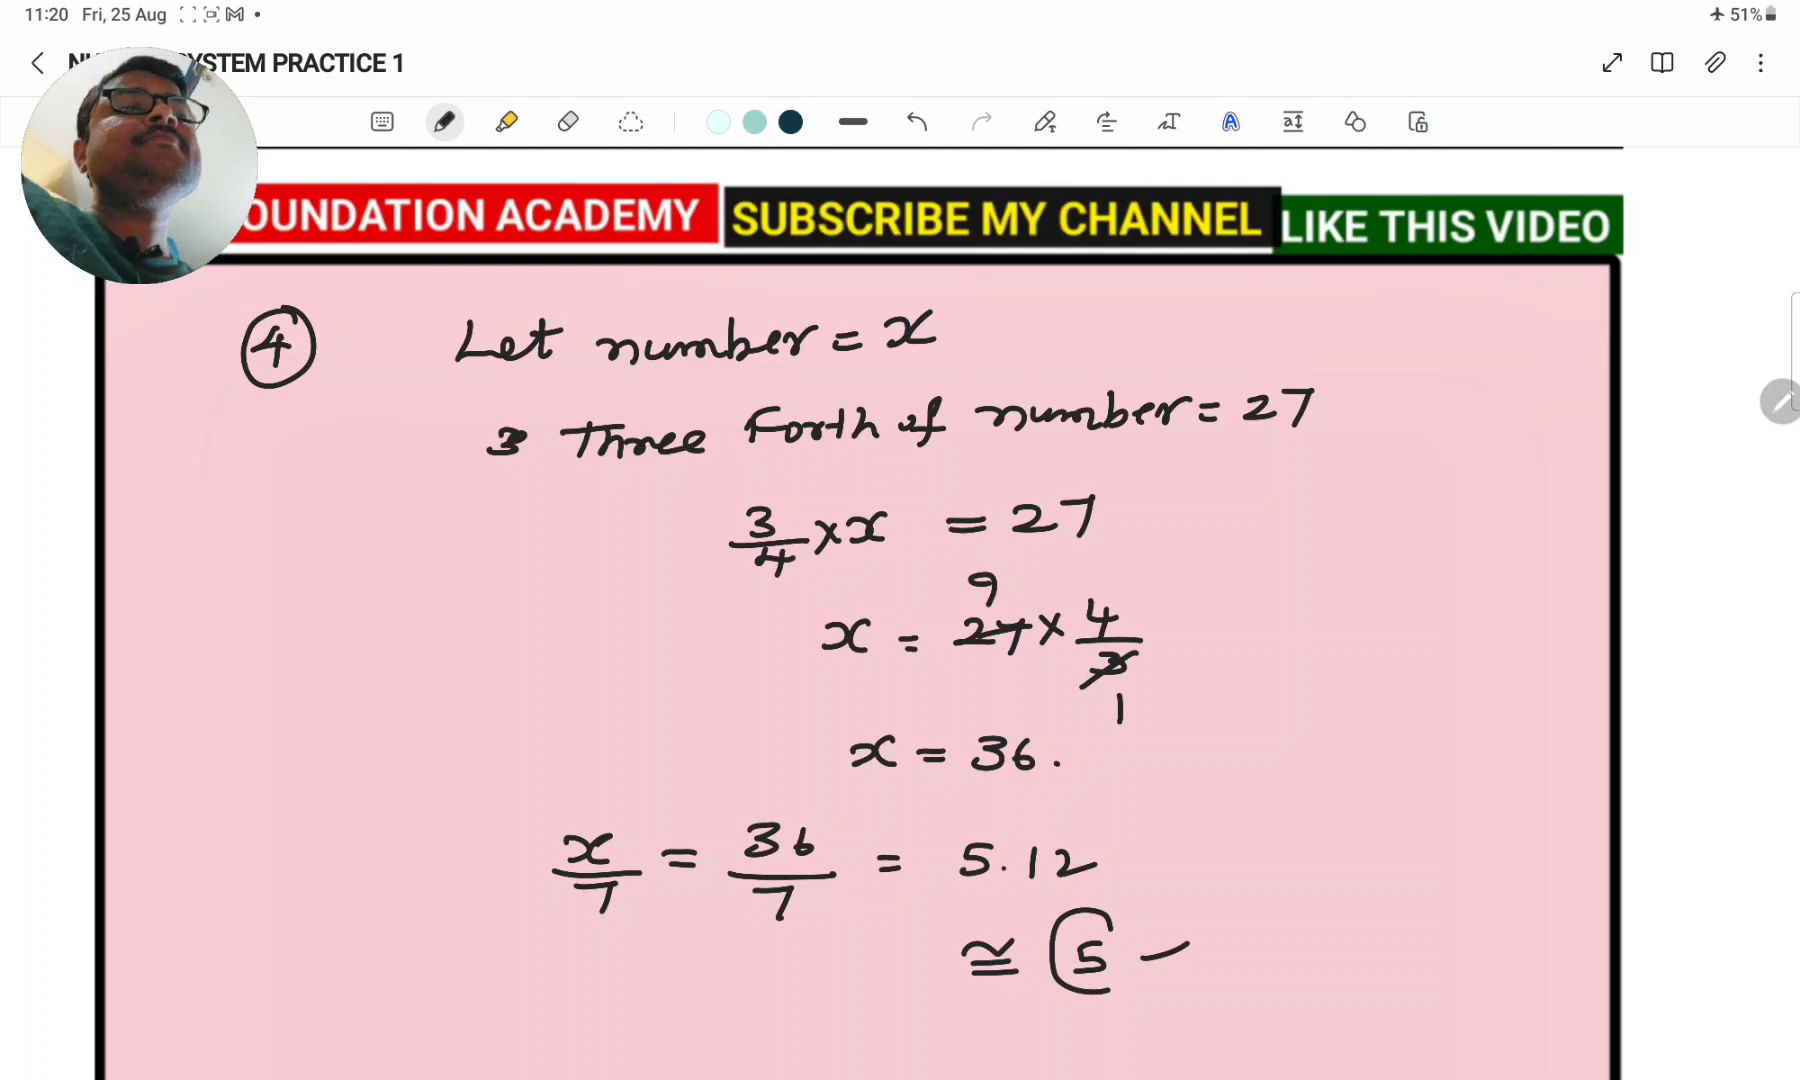 11:20 Fri, 25 Aug 51%
STEM PRACTICE 1
OUNDATION ACADEMY SUBSCRIBE MY CHANNEL LIKE THIS VIDEO
4 Let number = x
3 Three Forth of number = 27
3/4 × x = 27
9
x = 27 × 4/3
1
x = 36.
x/7 = 36/7 = 5.12
≅ 5